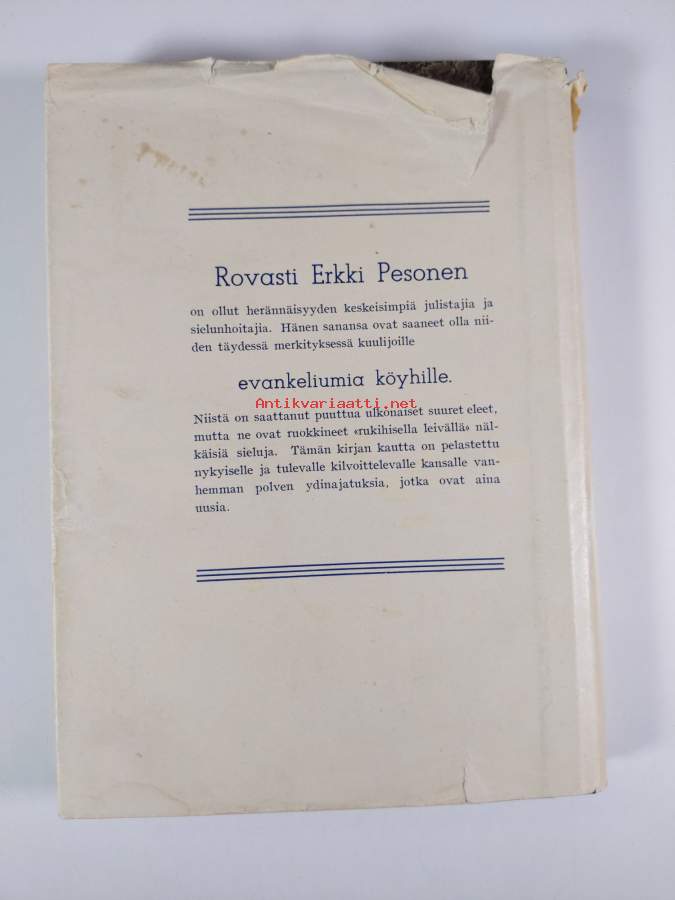 Rovasti Erkki Pesonen
on ollut herännäisyyden keskeisimpiä julistajia ja
sielunhoitajia. Hänen sanansa ovat saaneet olla nii-
den täydessä merkityksessä kuulijoille
evankeliumia köyhille.
Antikvariaatti.net
Niistä on saattanut puuttua ulkonaiset suuret eleet,
mutta ne ovat ruokkineet «rukihisella leivällä» näl-
käisiä sieluja. Tämän kirjan kautta on pelastettu
nykyiselle ja tulevalle kilvoittelevalle kansalle van-
hemman polven ydinajatuksia, jotka ovat aina
uusia.